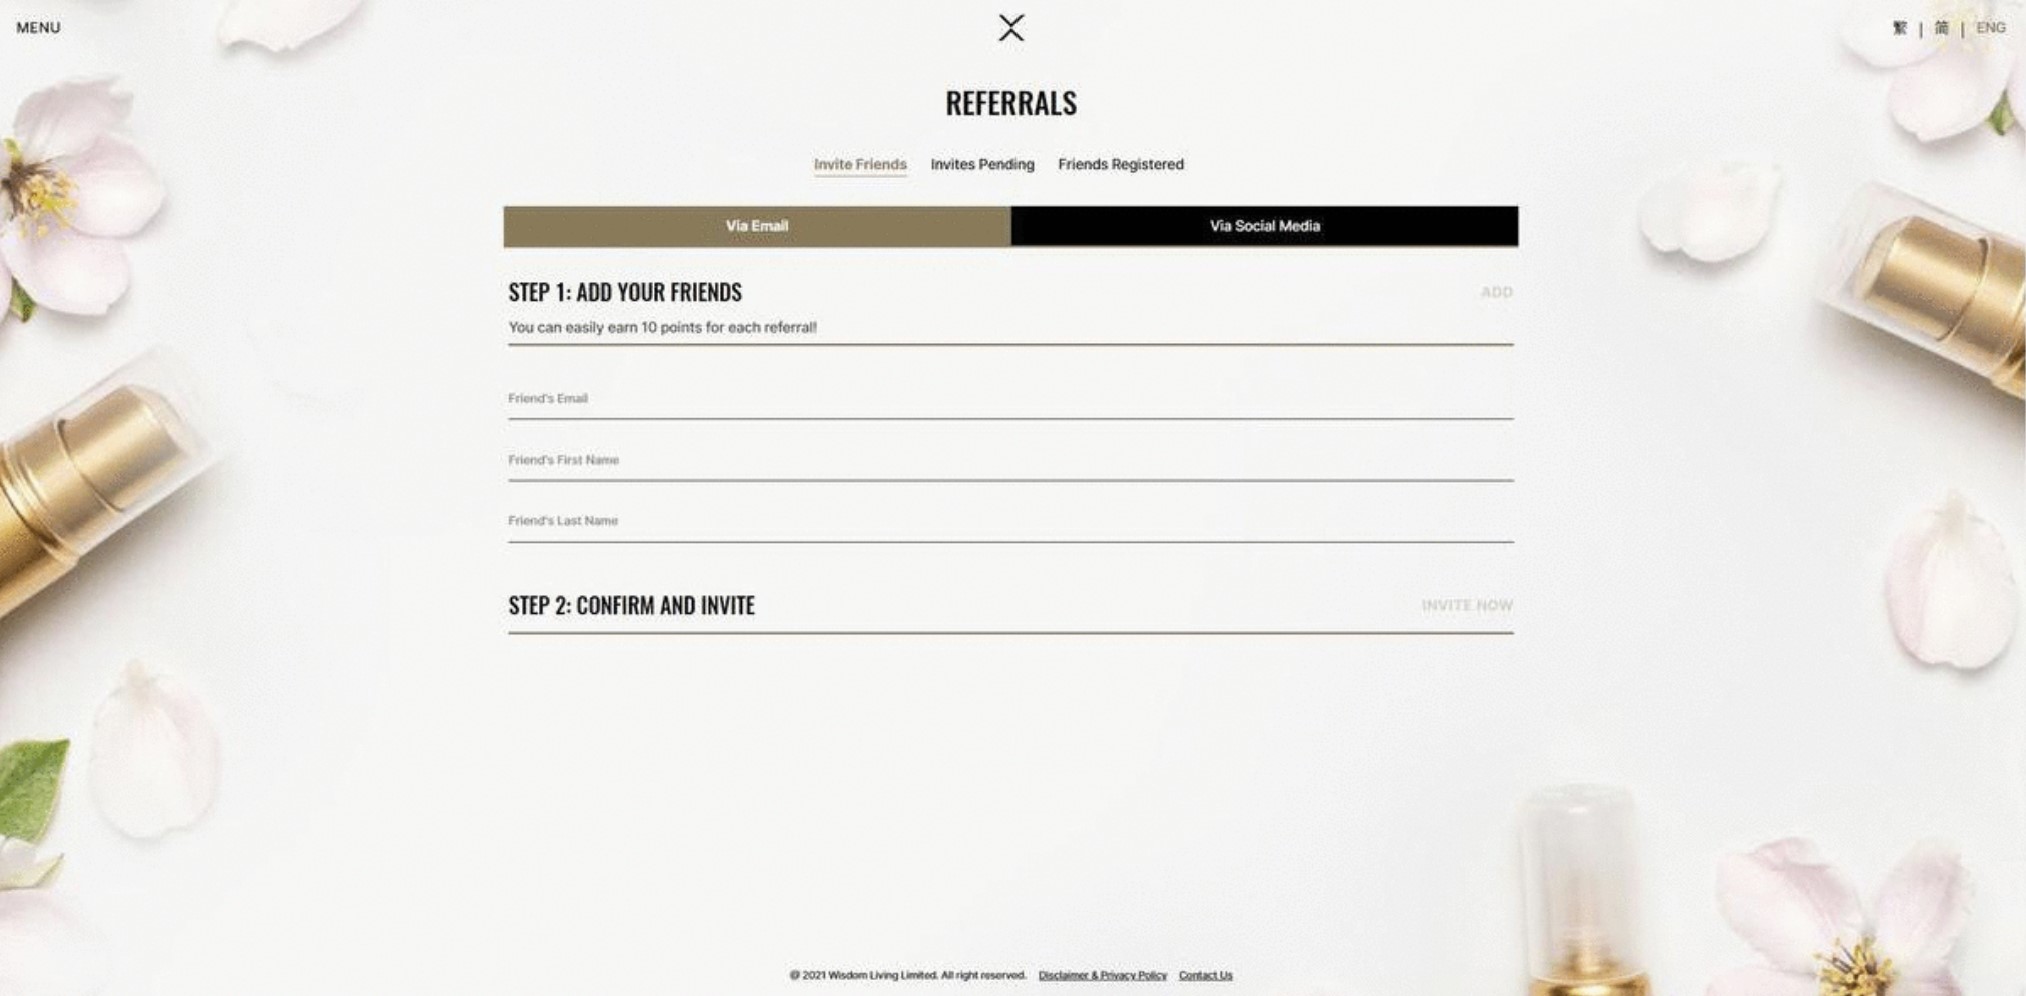 MENU
繁 | 简 | ENG
REFERRALS
Invite Friends Invites Pending Friends Registered
Via Email Via Social Media
STEP 1: ADD YOUR FRIENDS ADD
You can easily earn 10 points for each referral!
Friend's Email
Friend's First Name
Friend's Last Name
STEP 2: CONFIRM AND INVITE INVITE NOW
@ 2021 Wisdom Living Limited. All right reserved. Disclaimer & Privacy Policy Contact Us